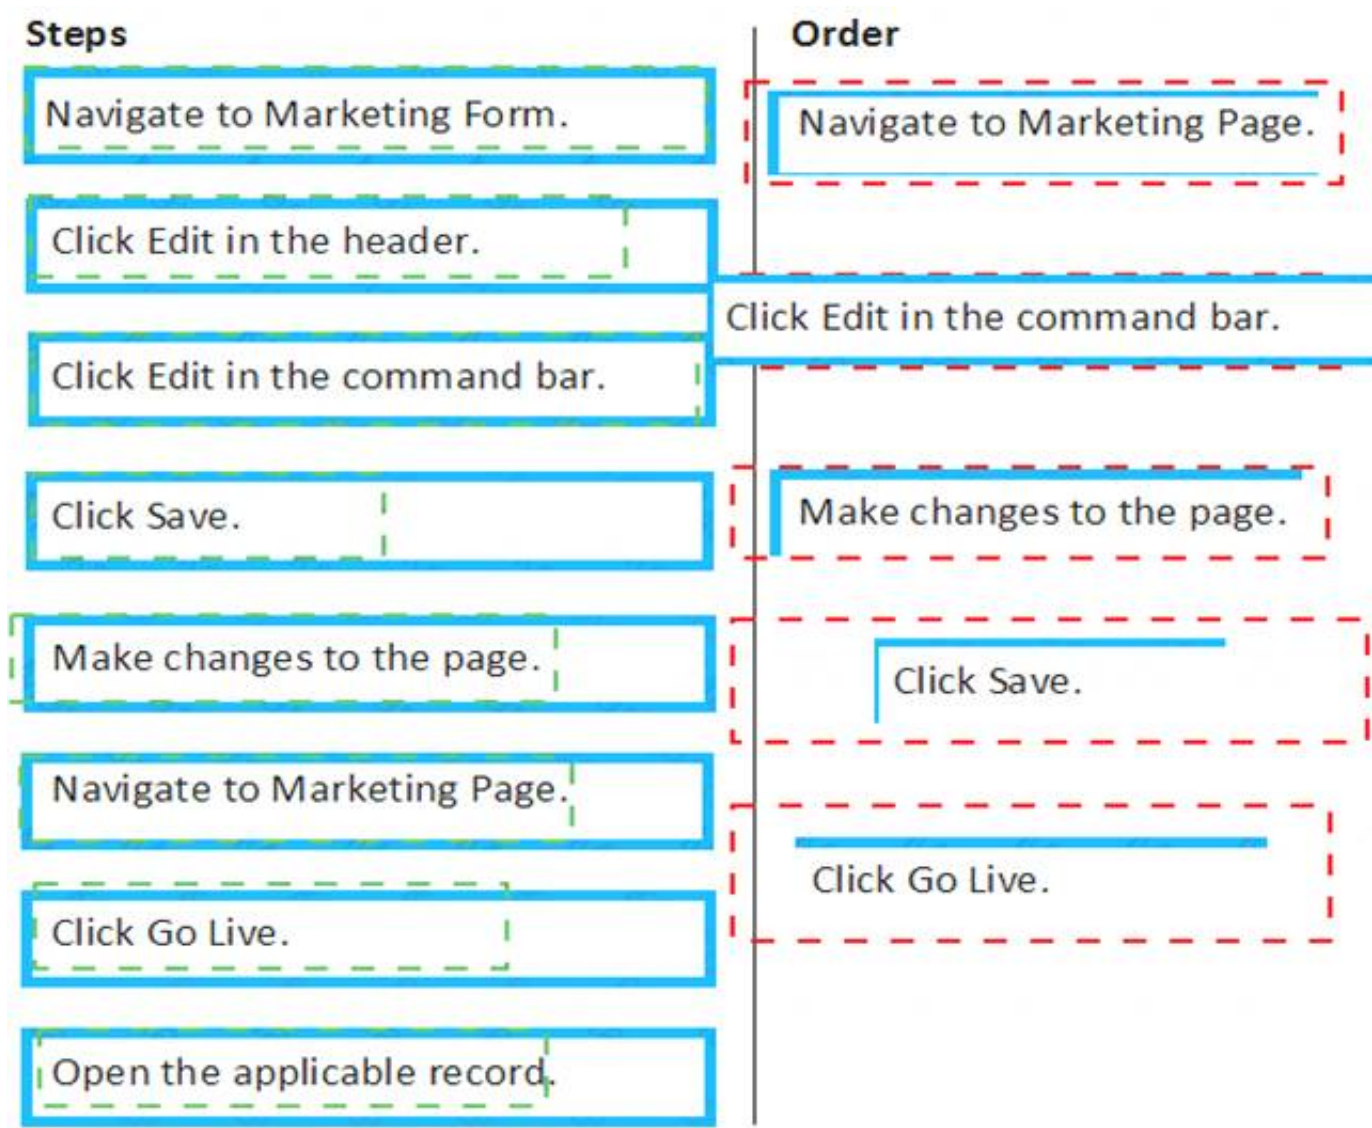 Steps
Navigate to Marketing Form.
Click Edit in the header.
Click Edit in the command bar.
Click Save.
Make changes to the page.
Navigate to Marketing Page.
Click Go Live.
Open the applicable record.
Order
Navigate to Marketing Page.
Click Edit in the command bar.
Make changes to the page.
Click Save.
Click Go Live.